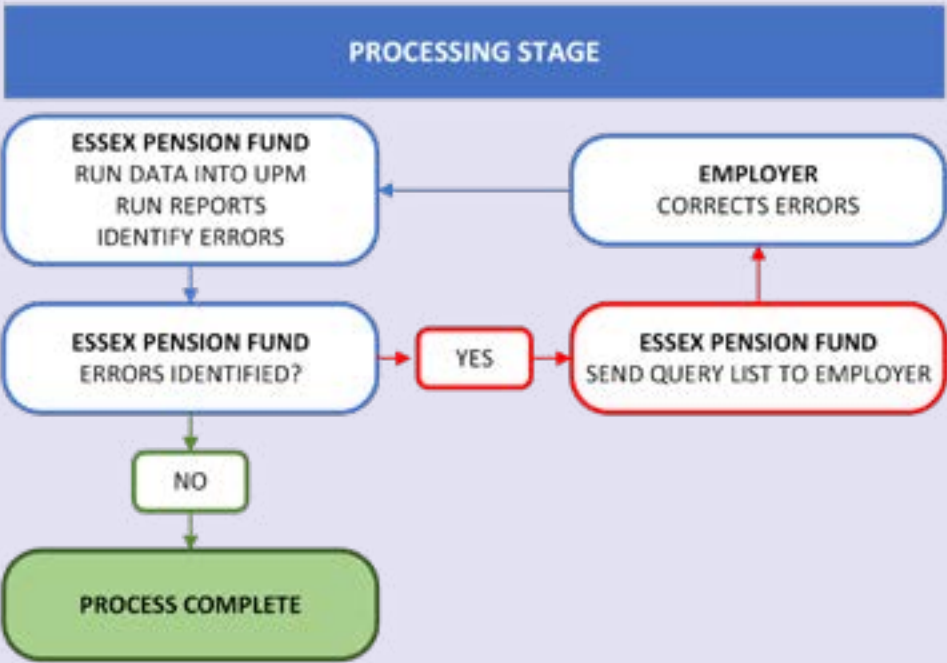 PROCESSING STAGE
ESSEX PENSION FUND
RUN DATA INTO UPM
RUN REPORTS
IDENTIFY ERRORS
EMPLOYER
CORRECTS ERRORS
ESSEX PENSION FUND
ERRORS IDENTIFIED?
YES
ESSEX PENSION FUND
SEND QUERY LIST TO EMPLOYER
NO
PROCESS COMPLETE